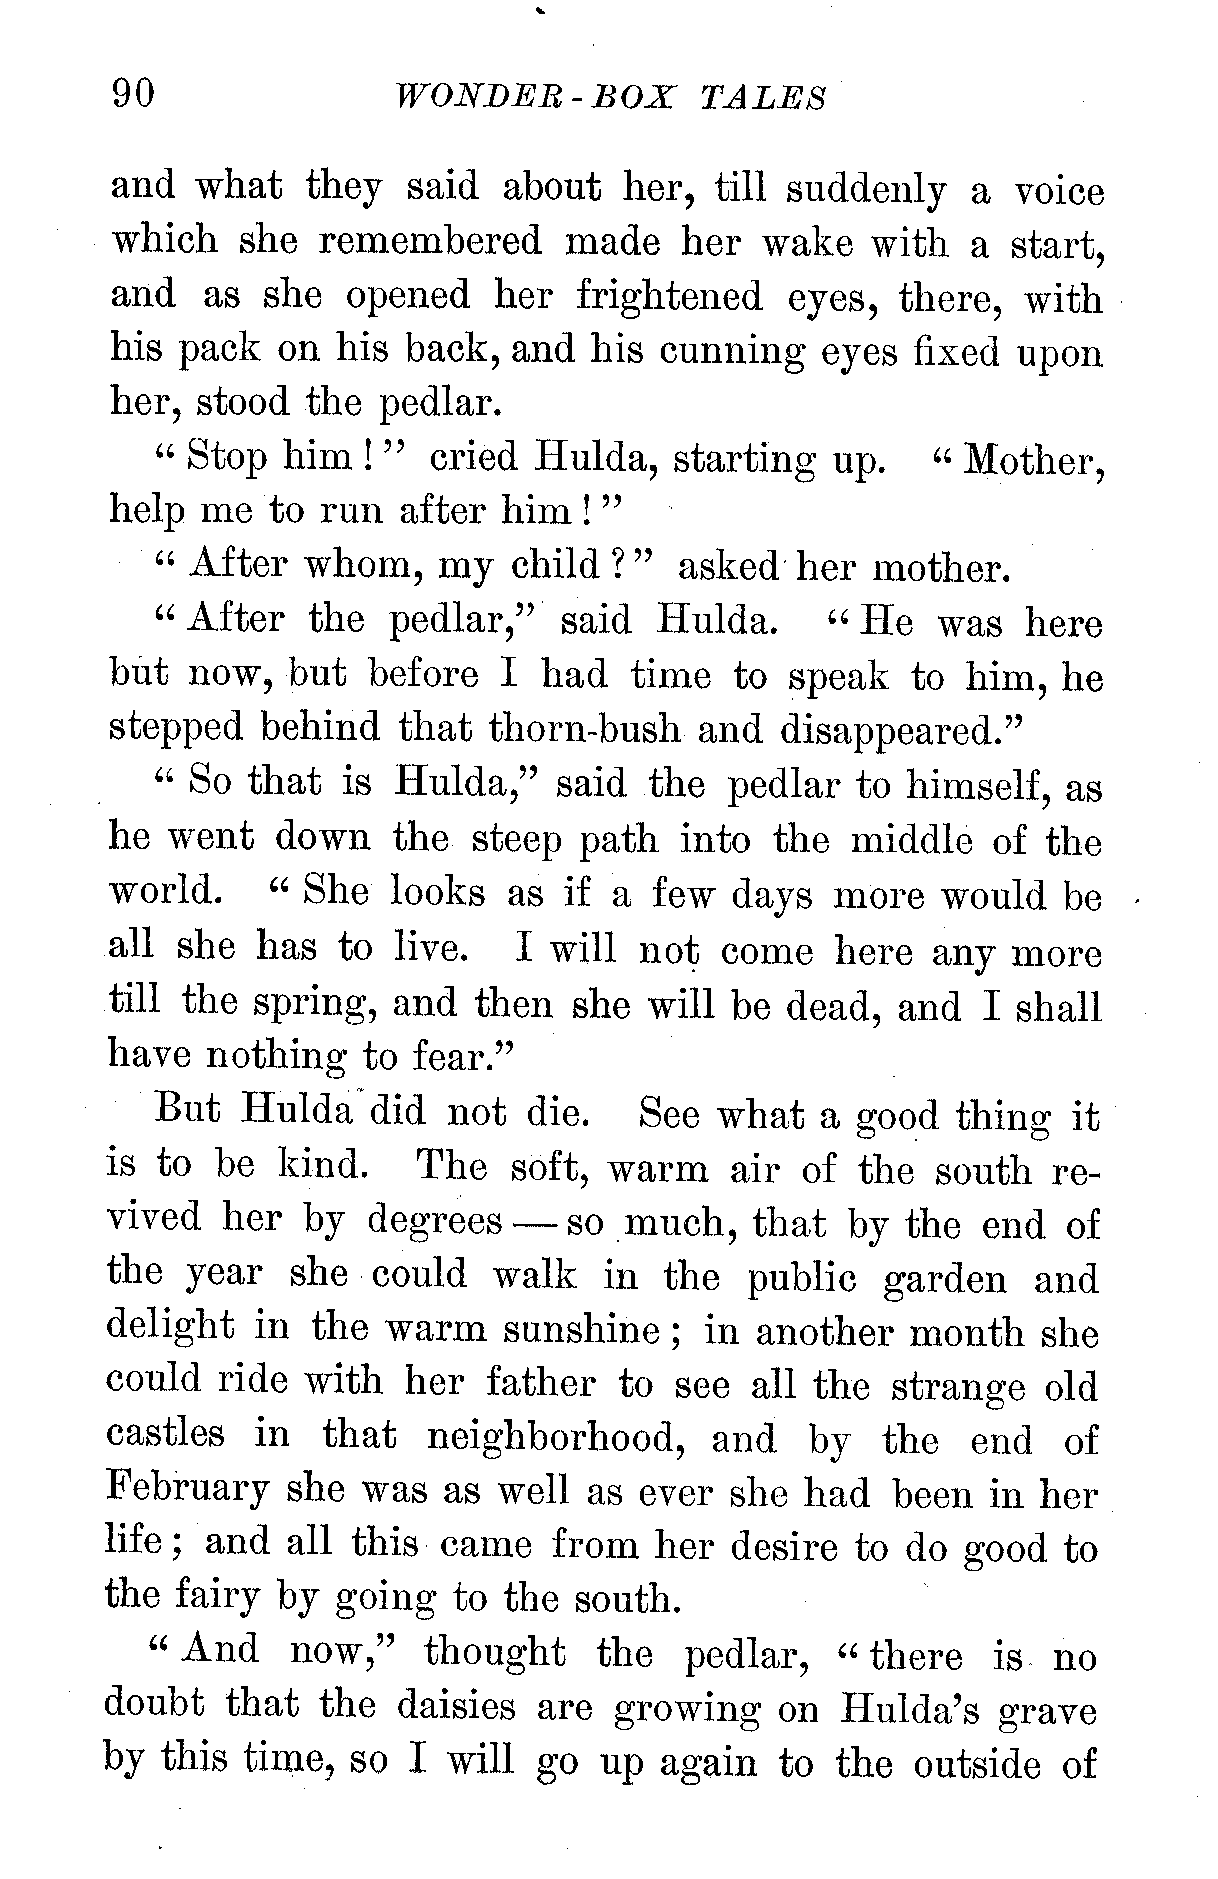 90 WONDER-BOX TALES
and what they said about her, till suddenly a voice
which she remembered made her wake with a start,
and as she opened her frightened eyes, there, with
his pack on his back, and his cunning eyes fixed upon
her, stood the pedlar.
“Stop him!” cried Hulda, starting up. “Mother,
help me to run after him!”
“After whom, my child?” asked her mother.
“After the pedlar,” said Hulda. “He was here
but now, but before I had time to speak to him, he
stepped behind that thorn-bush and disappeared.”
“So that is Hulda,” said the pedlar to himself, as
he went down the steep path into the middle of the
world. “She looks as if a few days more would be
all she has to live. I will not come here any more
till the spring, and then she will be dead, and I shall
have nothing to fear.”
But Hulda did not die. See what a good thing it
is to be kind. The soft, warm air of the south re-
vived her by degrees — so much, that by the end of
the year she could walk in the public garden and
delight in the warm sunshine; in another month she
could ride with her father to see all the strange old
castles in that neighborhood, and by the end of
February she was as well as ever she had been in her
life; and all this came from her desire to do good to
the fairy by going to the south.
“And now,” thought the pedlar, “there is no
doubt that the daisies are growing on Hulda’s grave
by this time, so I will go up again to the outside of